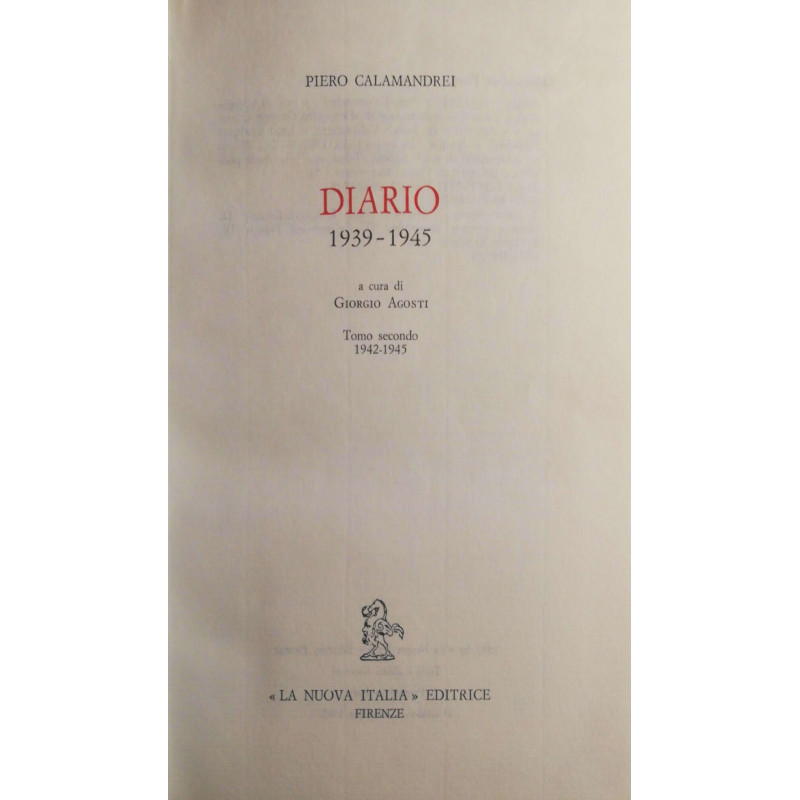 PIERO CALAMANDREI
DIARIO
1939-1945
a cura di
GIORGIO AGOSTI
Tomo secondo
1942-1945
« LA NUOVA ITALIA » EDITRICE
FIRENZE